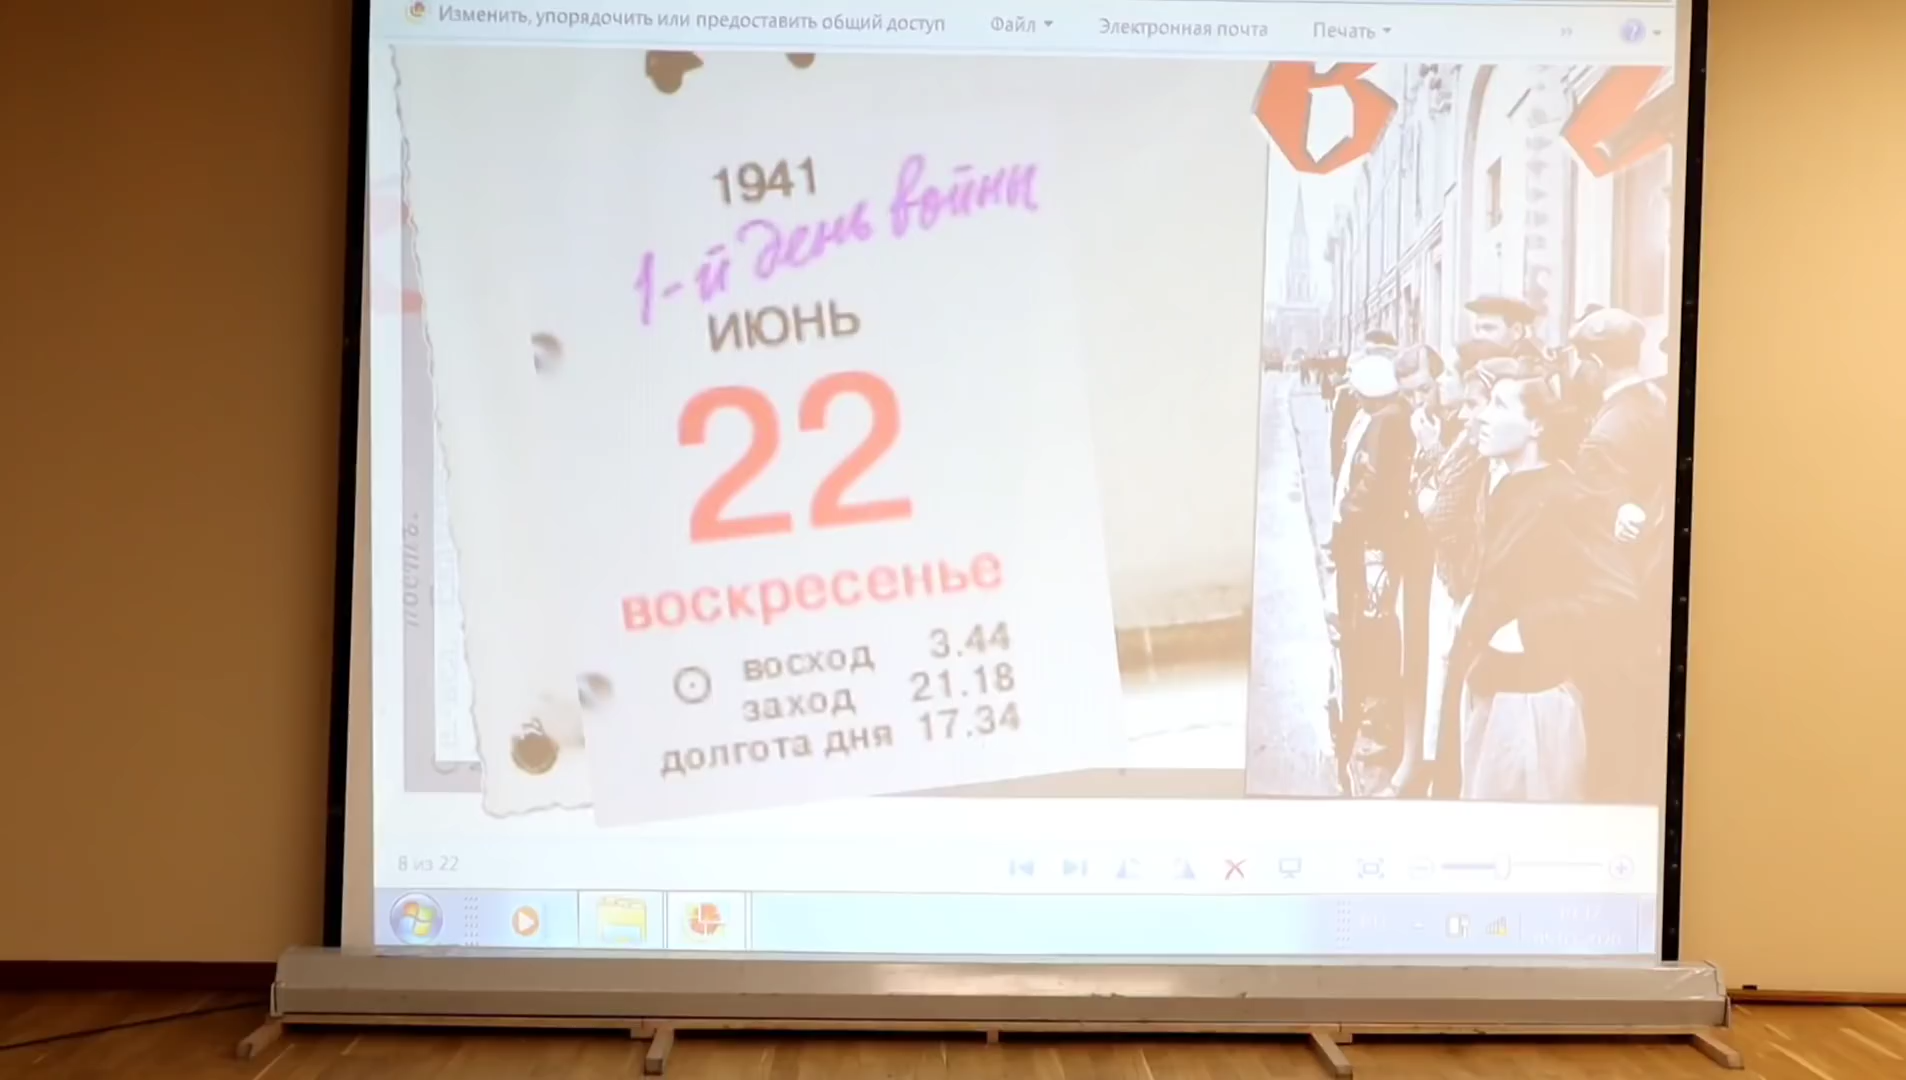 Изменить, упорядочить или предоставить общий доступ Файл Электронная почта Печать
1941
1-й день войны
ИЮНЬ
22
воскресенье
восход 3.44
заход 21.18
долгота дня 17.34
8 из 22